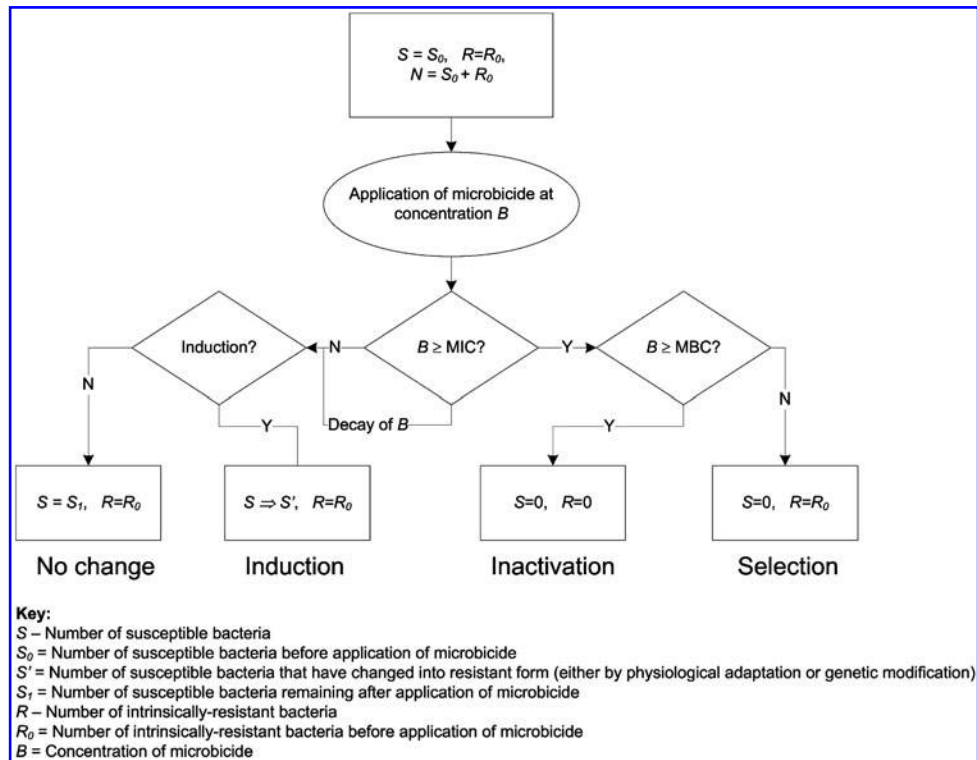 S = S₀, R=R₀,
N = S₀ + R₀
Application of microbicide at
concentration B
Induction?
N
B ≥ MIC?
Y
B ≥ MBC?
N
Decay of B
Y
Y
N
S = S₁, R=R₀
S ⇒ S', R=R₀
S=0, R=0
S=0, R=R₀
No change
Induction
Inactivation
Selection
Key:
S – Number of susceptible bacteria
S₀ = Number of susceptible bacteria before application of microbicide
S' = Number of susceptible bacteria that have changed into resistant form (either by physiological adaptation or genetic modification)
S₁ = Number of susceptible bacteria remaining after application of microbicide
R – Number of intrinsically-resistant bacteria
R₀ = Number of intrinsically-resistant bacteria before application of microbicide
B = Concentration of microbicide